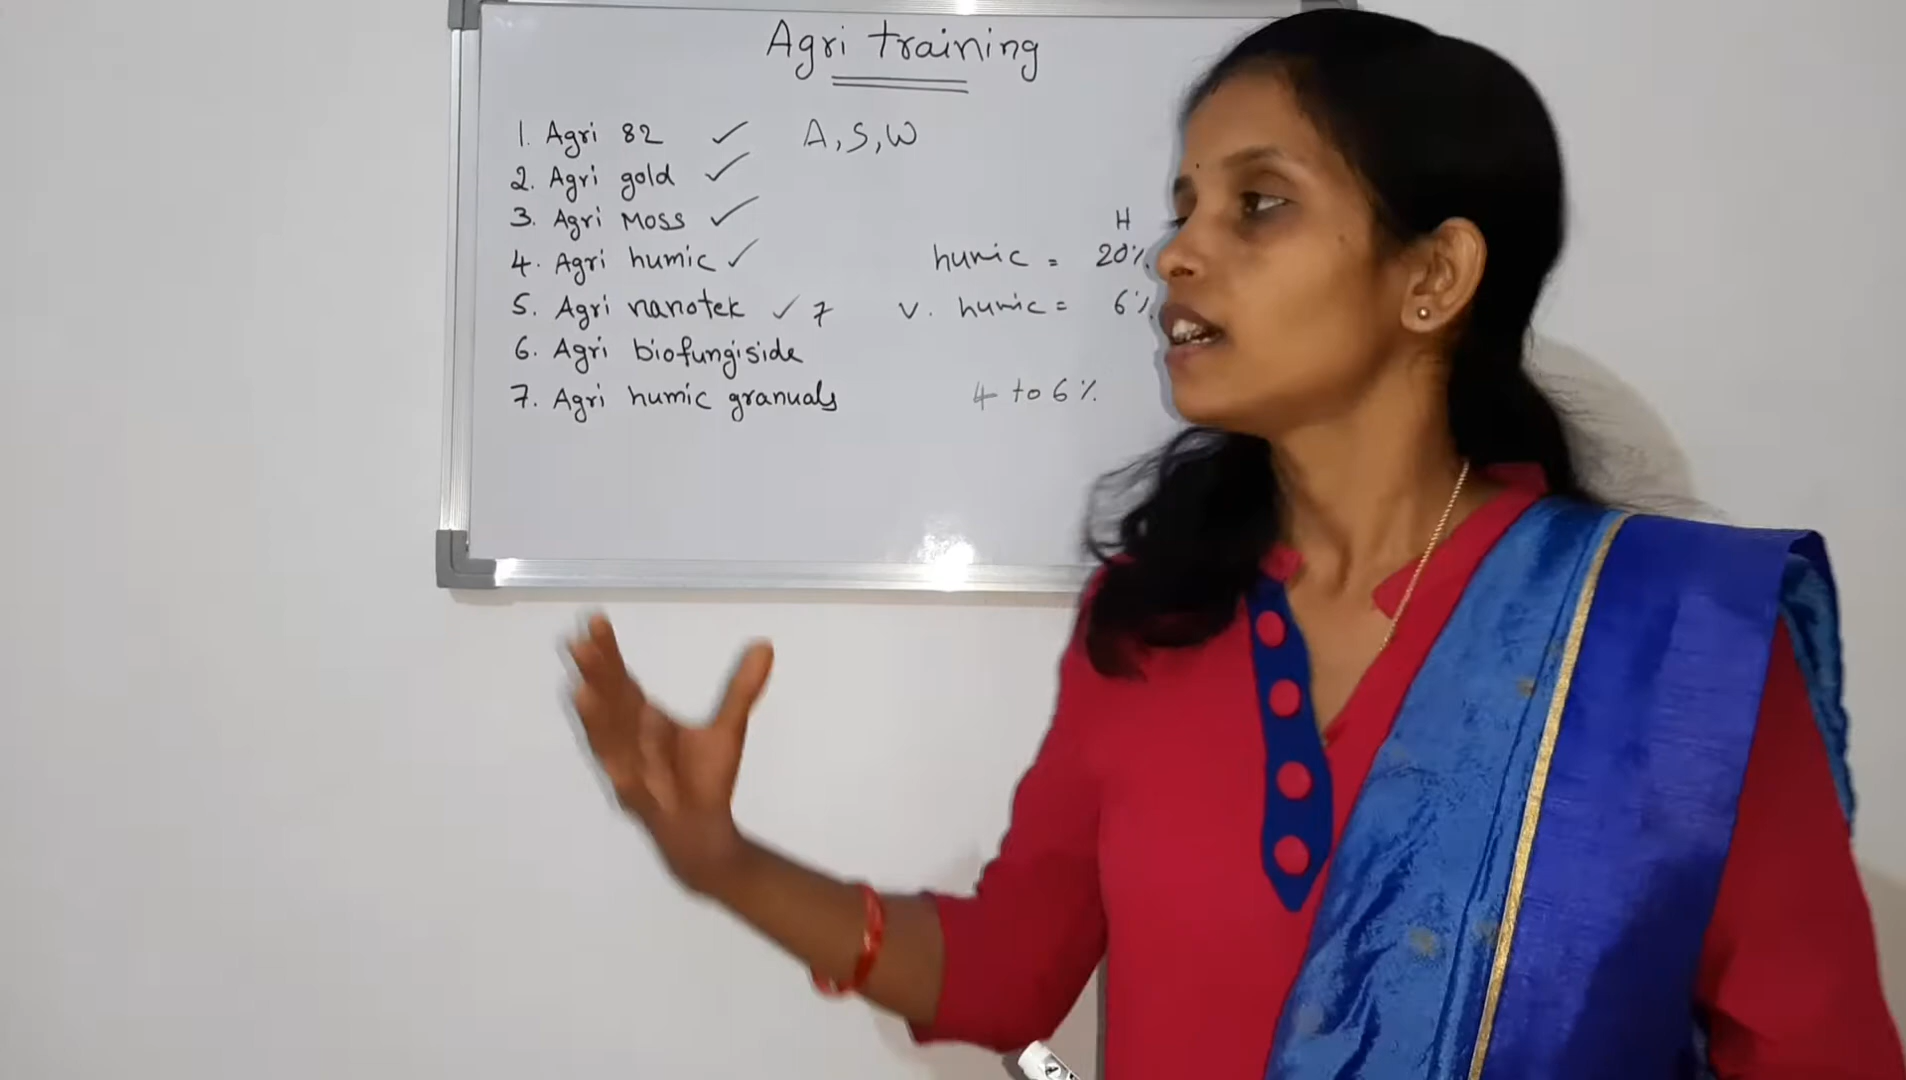 Agri training
1. Agri 82 ✓ A, S, W
2. Agri gold ✓
3. Agri Moss ✓
H
4. Agri humic ✓ humic = 20%
5. Agri nanotek ✓ 7 v. humic = 6%
6. Agri biofungiside
7. Agri humic granuals 4 to 6%